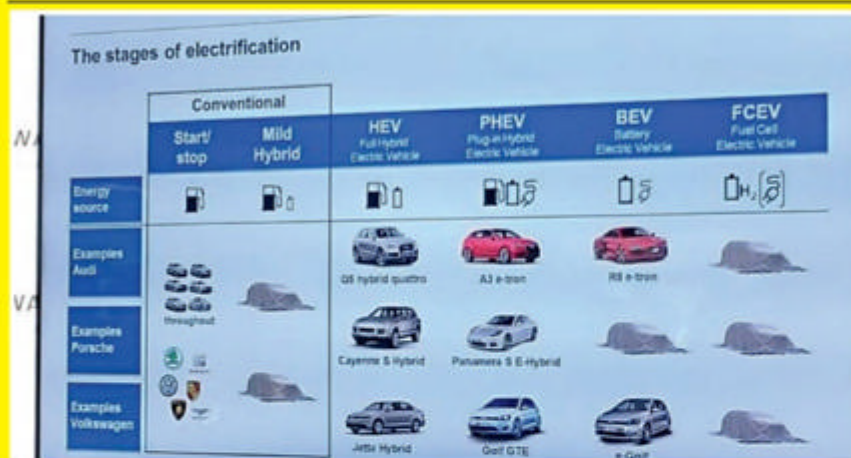 The stages of electrification
Conventional
Start/
stop
Mild
Hybrid
HEV
Full Hybrid
Electric Vehicle
PHEV
Plug-in Hybrid
Electric Vehicle
BEV
Battery
Electric Vehicle
FCEV
Fuel Cell
Electric Vehicle
Energy
source
H₂
Examples
Audi
throughout
Q5 hybrid quattro
A3 e-tron
R8 e-tron
Examples
Porsche
Cayenne S Hybrid
Panamera S E-Hybrid
Examples
Volkswagen
Jetta Hybrid
Golf GTE
e-Golf